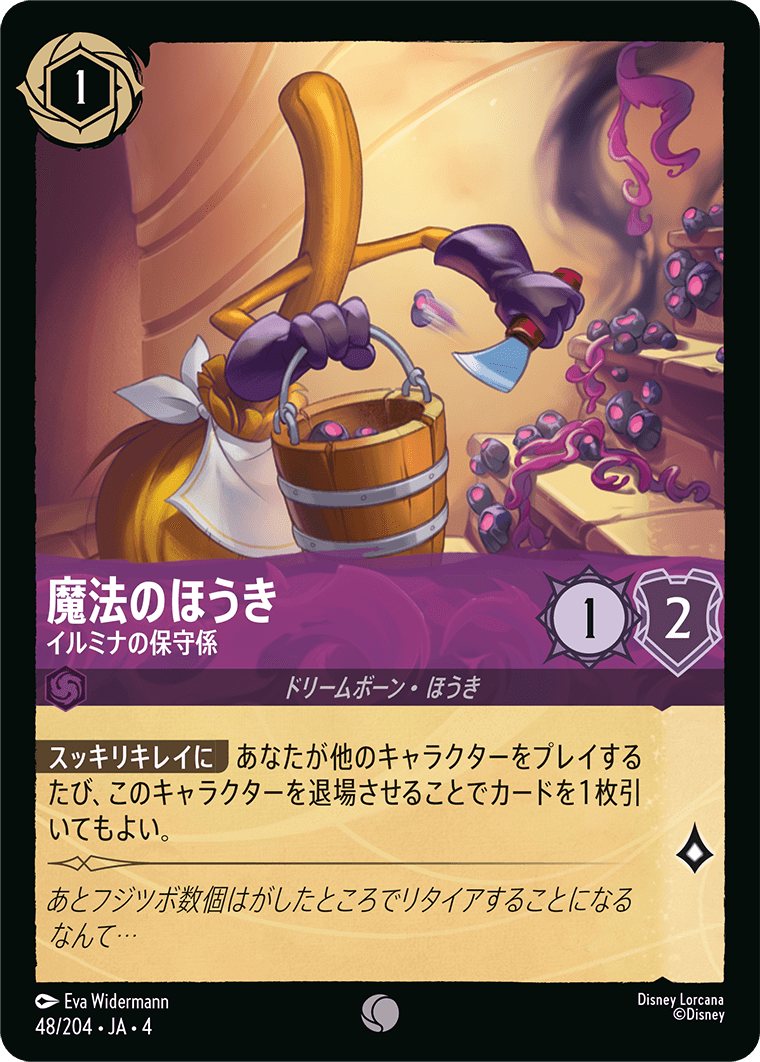 1
魔法のほうき
イルミナの保守係
1
2
ドリームボーン・ほうき
スッキリキレイに あなたが他のキャラクターをプレイする
たび、このキャラクターを退場させることでカードを1枚引
いてもよい。
あとフジツボ数個はがしたところでリタイアすることになる
なんて…
Eva Widermann
48/204・JA・4
Disney Lorcana
©Disney